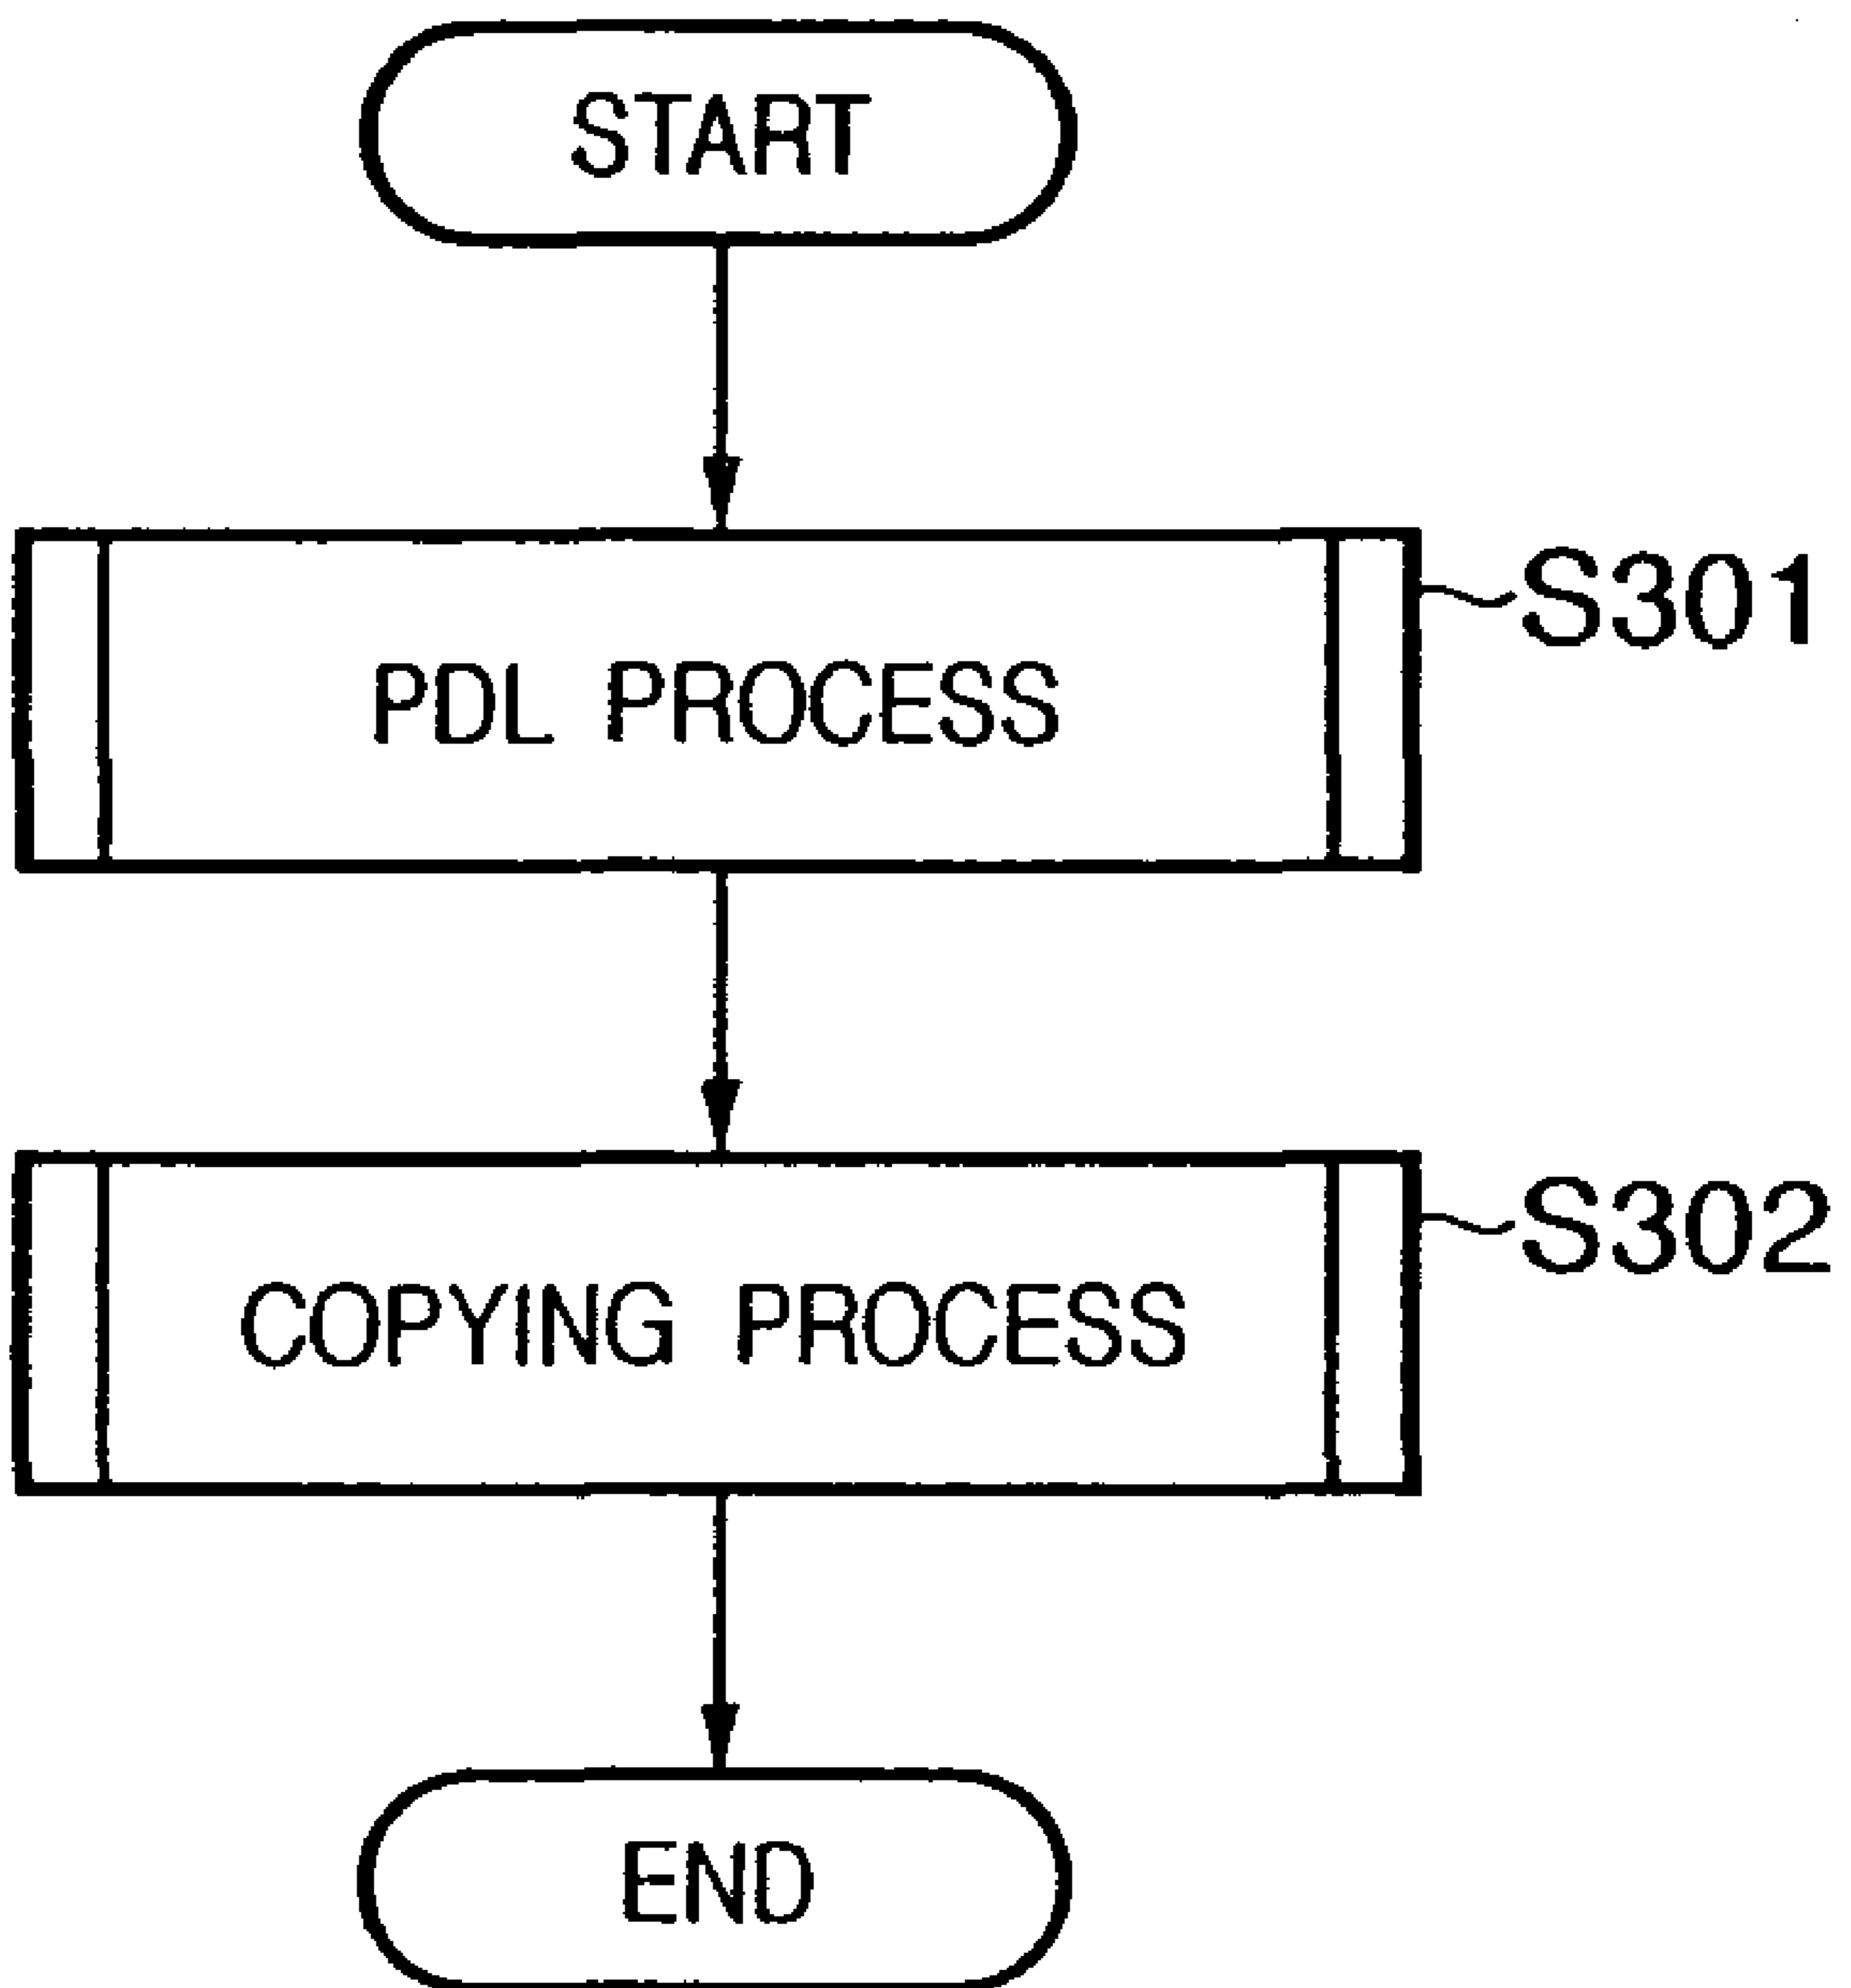 START
PDL PROCESS
S301
COPYING PROCESS
S302
END